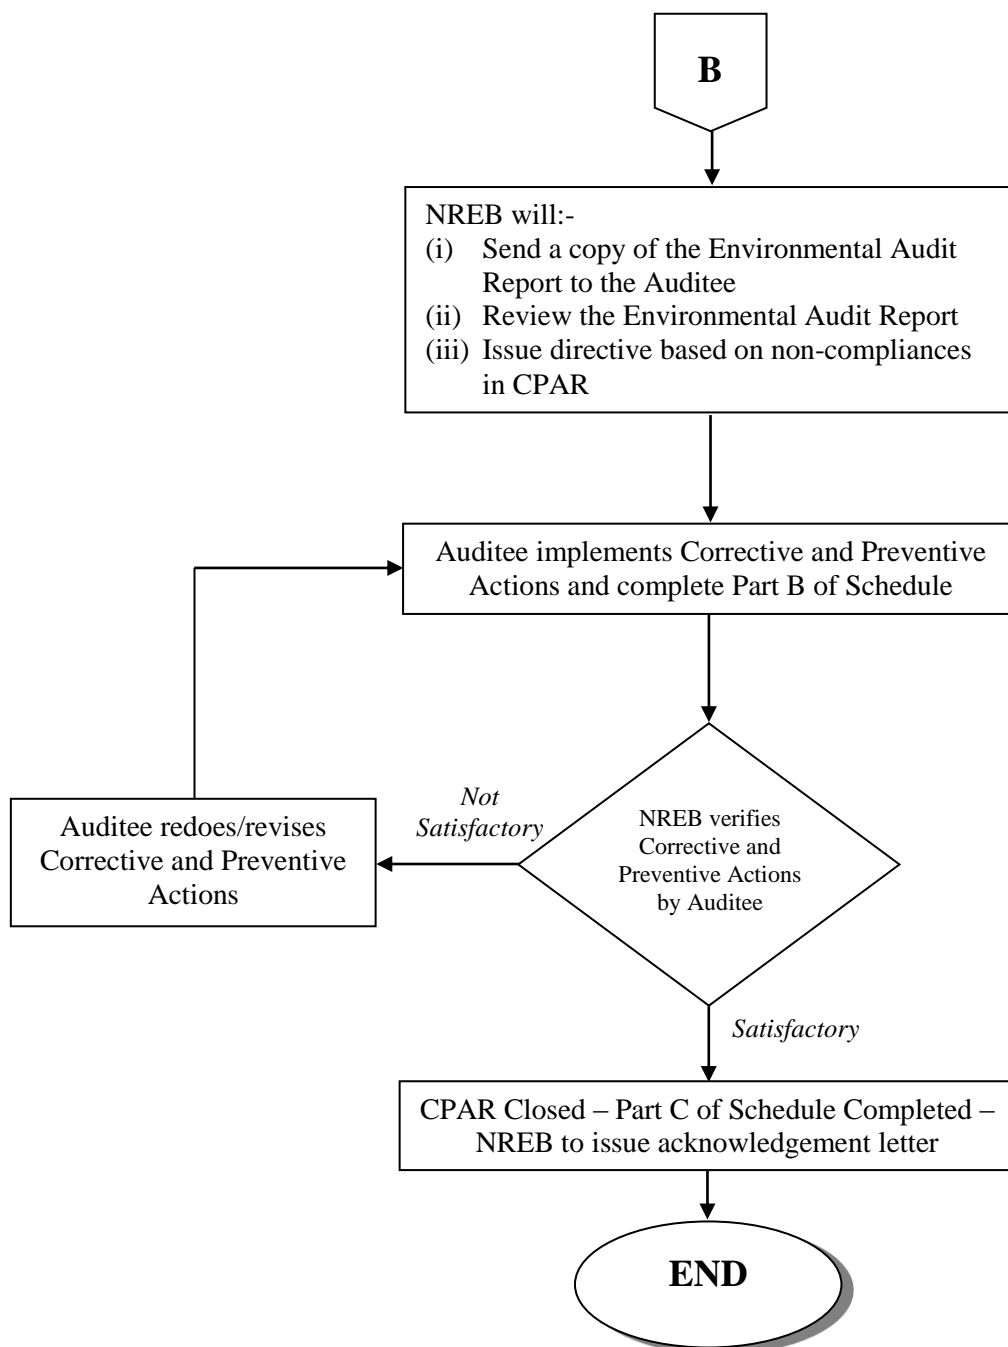 B
NREB will:-
(i) Send a copy of the Environmental Audit
Report to the Auditee
(ii) Review the Environmental Audit Report
(iii) Issue directive based on non-compliances
in CPAR
Auditee implements Corrective and Preventive
Actions and complete Part B of Schedule
Not
Satisfactory
NREB verifies
Corrective and
Preventive Actions
by Auditee
Auditee redoes/revises
Corrective and Preventive
Actions
Satisfactory
CPAR Closed – Part C of Schedule Completed –
NREB to issue acknowledgement letter
END